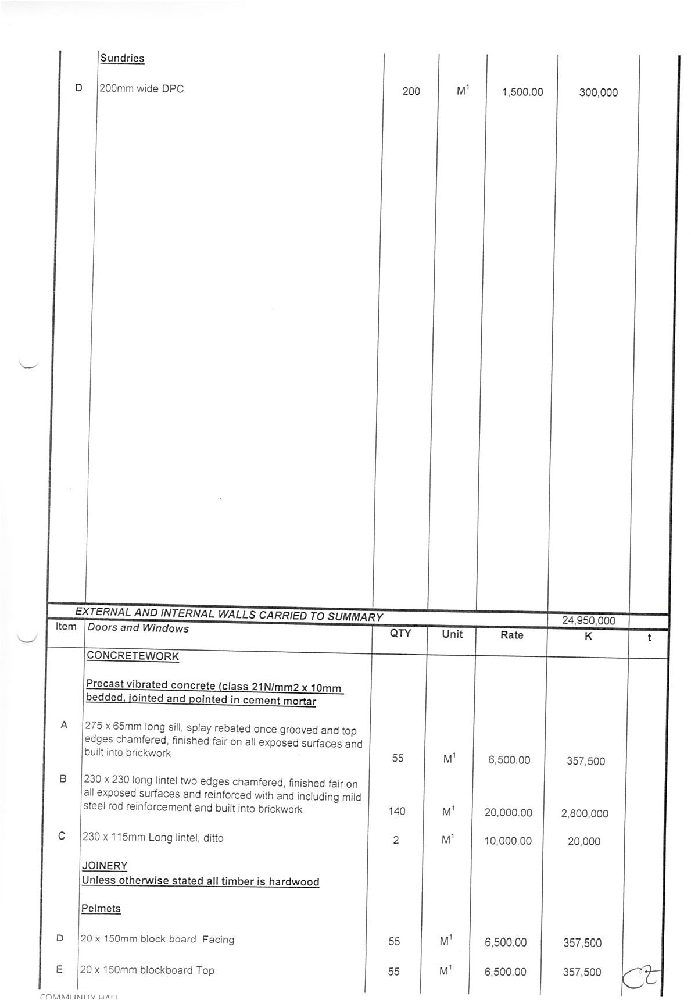 Sundries
D 200mm wide DPC 200 M¹ 1,500.00 300,000
EXTERNAL AND INTERNAL WALLS CARRIED TO SUMMARY 24,950,000
Item Doors and Windows QTY Unit Rate K t
CONCRETEWORK
Precast vibrated concrete (class 21N/mm2 x 10mm
bedded, jointed and pointed in cement mortar
A 275 x 65mm long sill, splay rebated once grooved and top
edges chamfered, finished fair on all exposed surfaces and
built into brickwork 55 M¹ 6,500.00 357,500
B 230 x 230 long lintel two edges chamfered, finished fair on
all exposed surfaces and reinforced with and including mild
steel rod reinforcement and built into brickwork 140 M¹ 20,000.00 2,800,000
C 230 x 115mm Long lintel, ditto 2 M¹ 10,000.00 20,000
JOINERY
Unless otherwise stated all timber is hardwood
Pelmets
D 20 x 150mm block board Facing 55 M¹ 6,500.00 357,500
E 20 x 150mm blockboard Top 55 M¹ 6,500.00 357,500
COMMUNITY HALL